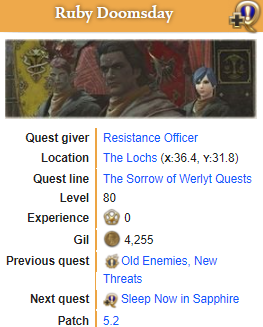 Ruby Doomsday
Quest giver Resistance Officer
Location The Lochs (X:36.4, Y:31.8)
Quest line The Sorrow of Werlyt Quests
Level 80
Experience 0
Gil 4,255
Previous quest Old Enemies, New
Threats
Next quest Sleep Now in Sapphire
Patch 5.2